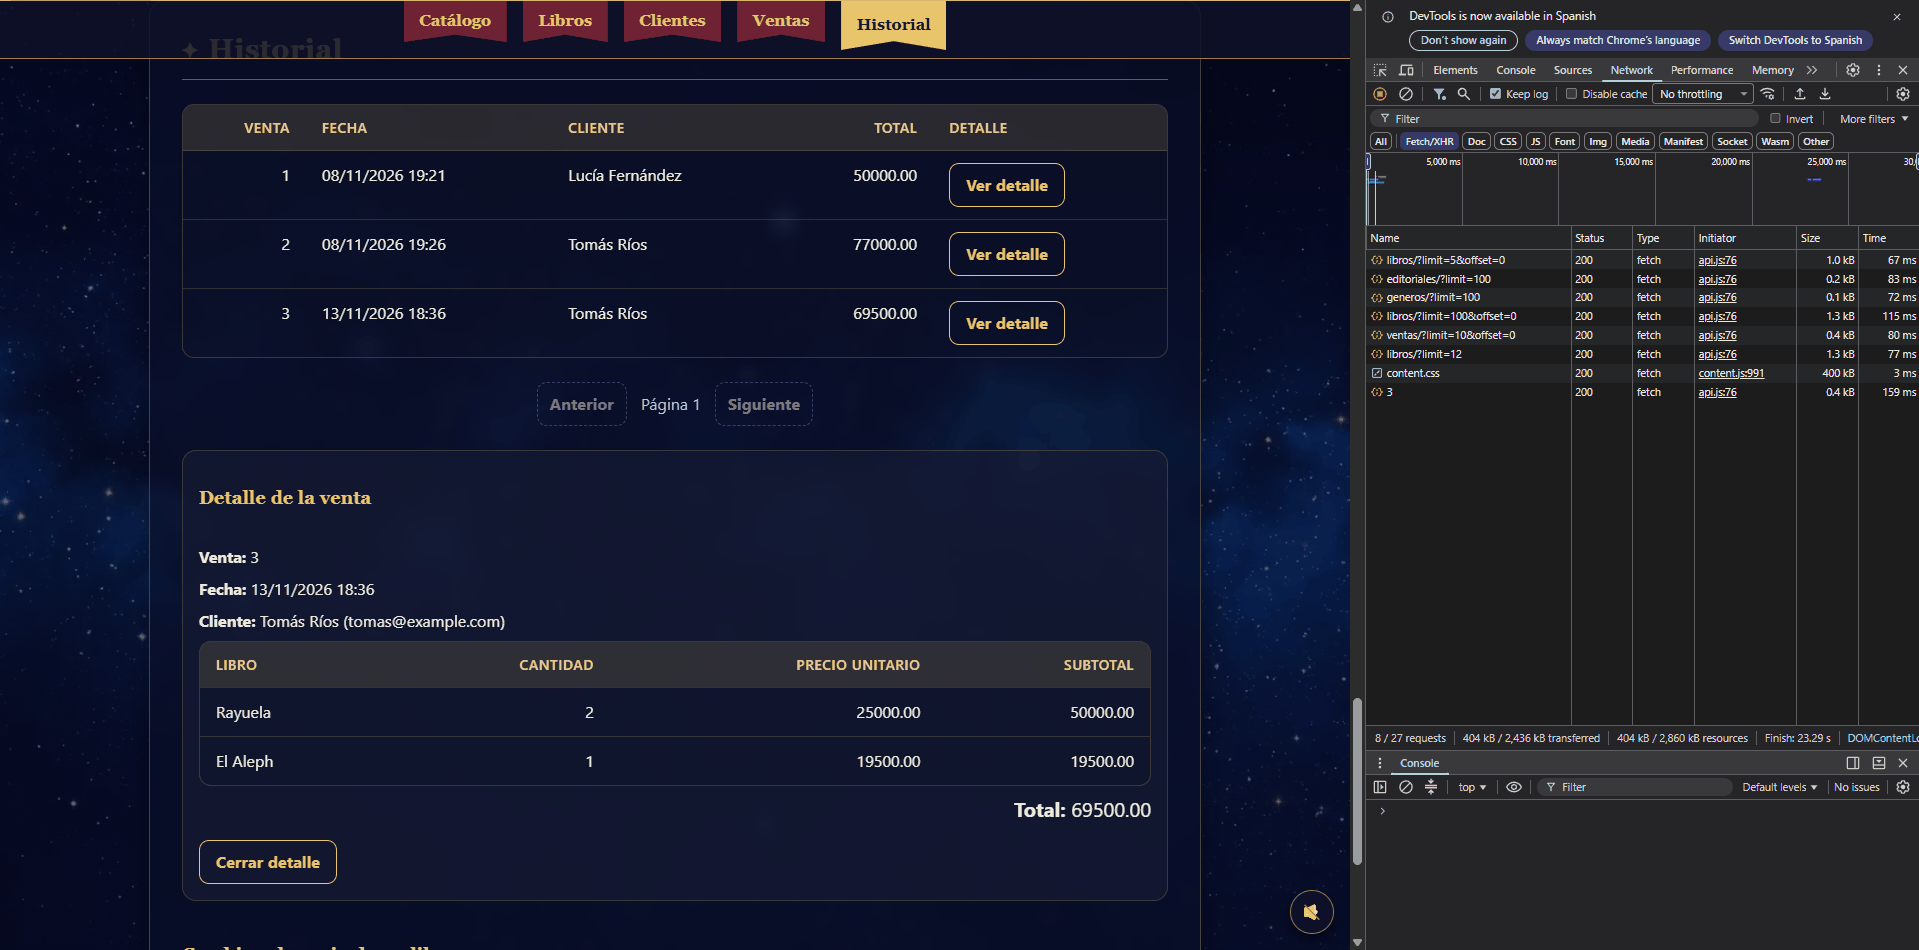 Catálogo
Libros
Clientes
Ventas
Historial
Historial
VENTA FECHA CLIENTE TOTAL DETALLE
1 08/11/2026 19:21 Lucía Fernández 50000.00 Ver detalle
2 08/11/2026 19:26 Tomás Ríos 77000.00 Ver detalle
3 13/11/2026 18:36 Tomás Ríos 69500.00 Ver detalle
Anterior Página 1 Siguiente
Detalle de la venta
Venta: 3
Fecha: 13/11/2026 18:36
Cliente: Tomás Ríos (tomas@example.com)
LIBRO CANTIDAD PRECIO UNITARIO SUBTOTAL
Rayuela 2 25000.00 50000.00
El Aleph 1 19500.00 19500.00
Total: 69500.00
Cerrar detalle
DevTools is now available in Spanish
Don't show again Always match Chrome's language Switch DevTools to Spanish
Elements Console Sources Network Performance Memory
Keep log Disable cache No throttling
Filter Invert More filters
All Fetch/XHR Doc CSS JS Font Img Media Manifest Socket Wasm Other
5,000 ms 10,000 ms 15,000 ms 20,000 ms 25,000 ms 30,
Name Status Type Initiator Size Time
libros/?limit=5&offset=0 200 fetch api.js:76 1.0 kB 67 ms
editoriales/?limit=100 200 fetch api.js:76 0.2 kB 83 ms
generos/?limit=100 200 fetch api.js:76 0.1 kB 72 ms
libros/?limit=100&offset=0 200 fetch api.js:76 1.3 kB 115 ms
ventas/?limit=10&offset=0 200 fetch api.js:76 0.4 kB 80 ms
libros/?limit=12 200 fetch api.js:76 1.3 kB 77 ms
content.css 200 fetch content.js:991 400 kB 3 ms
3 200 fetch api.js:76 0.4 kB 159 ms
8 / 27 requests 404 kB / 2,436 kB transferred 404 kB / 2,860 kB resources Finish: 23.29 s DOMContentLo
Console
top Filter Default levels No issues